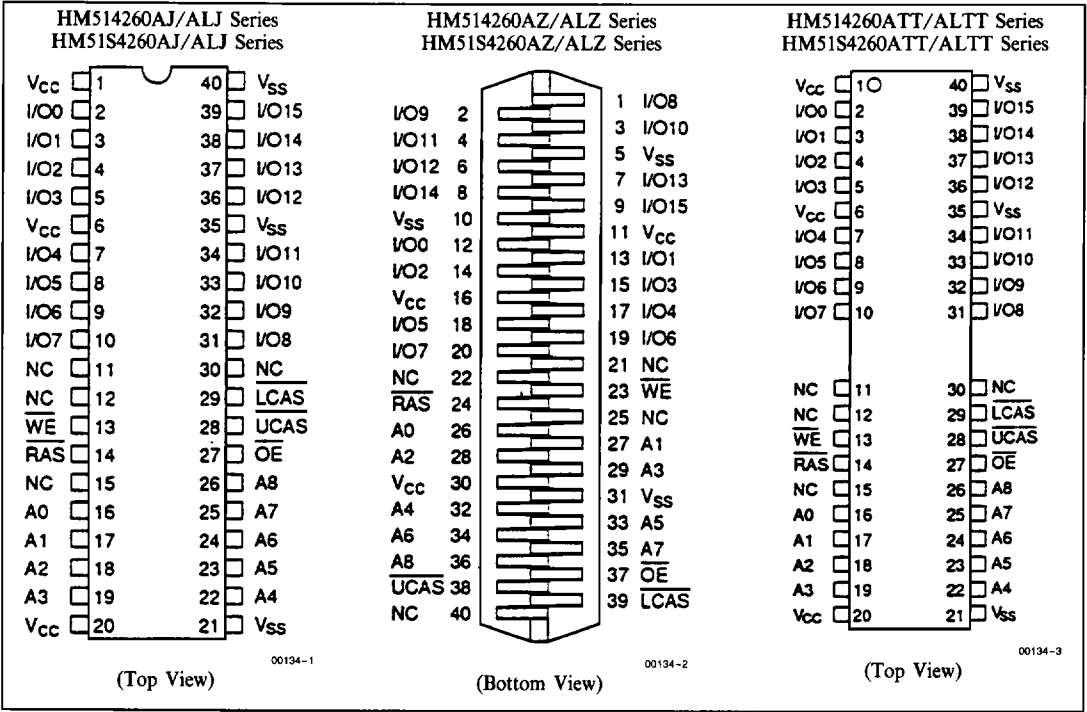 HM514260AJ/ALJ Series
HM51S4260AJ/ALJ Series
VCC 1 40 VSS
I/O0 2 39 I/O15
I/O1 3 38 I/O14
I/O2 4 37 I/O13
I/O3 5 36 I/O12
VCC 6 35 VSS
I/O4 7 34 I/O11
I/O5 8 33 I/O10
I/O6 9 32 I/O9
I/O7 10 31 I/O8
NC 11 30 NC
NC 12 29 LCAS
WE 13 28 UCAS
RAS 14 27 OE
NC 15 26 A8
A0 16 25 A7
A1 17 24 A6
A2 18 23 A5
A3 19 22 A4
VCC 20 21 VSS
00134-1
(Top View)
HM514260AZ/ALZ Series
HM51S4260AZ/ALZ Series
1 I/O8
I/O9 2
3 I/O10
I/O11 4
5 VSS
I/O12 6
7 I/O13
I/O14 8
9 I/O15
VSS 10
11 VCC
I/O0 12
13 I/O1
I/O2 14
15 I/O3
VCC 16
17 I/O4
I/O5 18
19 I/O6
I/O7 20
21 NC
NC 22
23 WE
RAS 24
25 NC
A0 26
27 A1
A2 28
29 A3
VCC 30
31 VSS
A4 32
33 A5
A6 34
35 A7
A8 36
37 OE
UCAS 38
39 LCAS
NC 40
00134-2
(Bottom View)
HM514260ATT/ALTT Series
HM51S4260ATT/ALTT Series
VCC 1 40 VSS
I/O0 2 39 I/O15
I/O1 3 38 I/O14
I/O2 4 37 I/O13
I/O3 5 36 I/O12
VCC 6 35 VSS
I/O4 7 34 I/O11
I/O5 8 33 I/O10
I/O6 9 32 I/O9
I/O7 10 31 I/O8
NC 11 30 NC
NC 12 29 LCAS
WE 13 28 UCAS
RAS 14 27 OE
NC 15 26 A8
A0 16 25 A7
A1 17 24 A6
A2 18 23 A5
A3 19 22 A4
VCC 20 21 VSS
00134-3
(Top View)